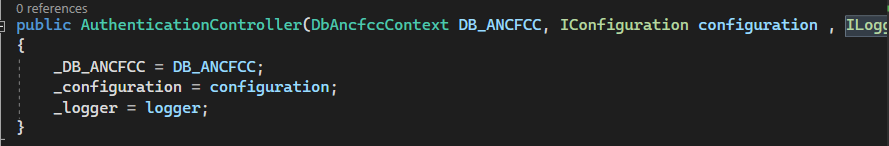 0 references
public AuthenticationController(DbAncfccContext DB_ANCFCC, IConfiguration configuration , ILogg
{
_DB_ANCFCC = DB_ANCFCC;
_configuration = configuration;
_logger = logger;
}